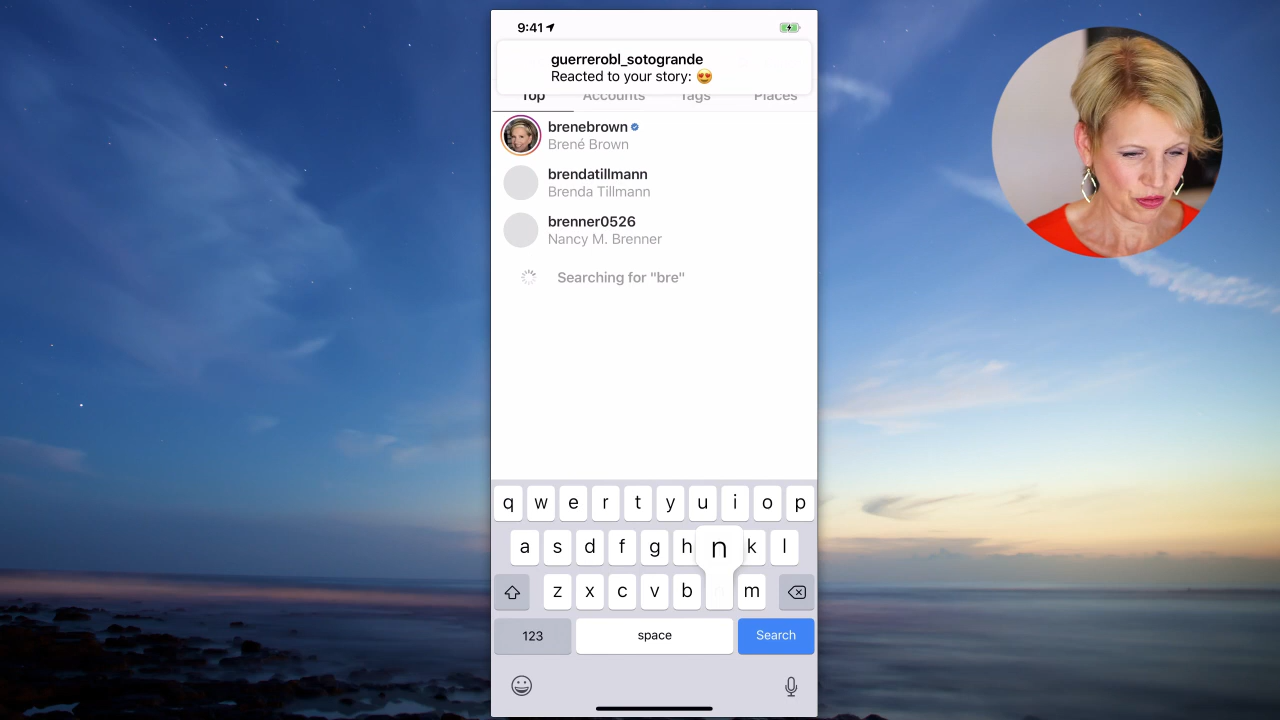 9:41
guerrerobl_sotogrande
Reacted to your story: 😍
Top Accounts Tags Places
brenebrown
Brené Brown
brendatillmann
Brenda Tillmann
brenner0526
Nancy M. Brenner
Searching for "bre"
q w e r t y u i o p
a s d f g h n k l
z x c v b n m
123 space Search